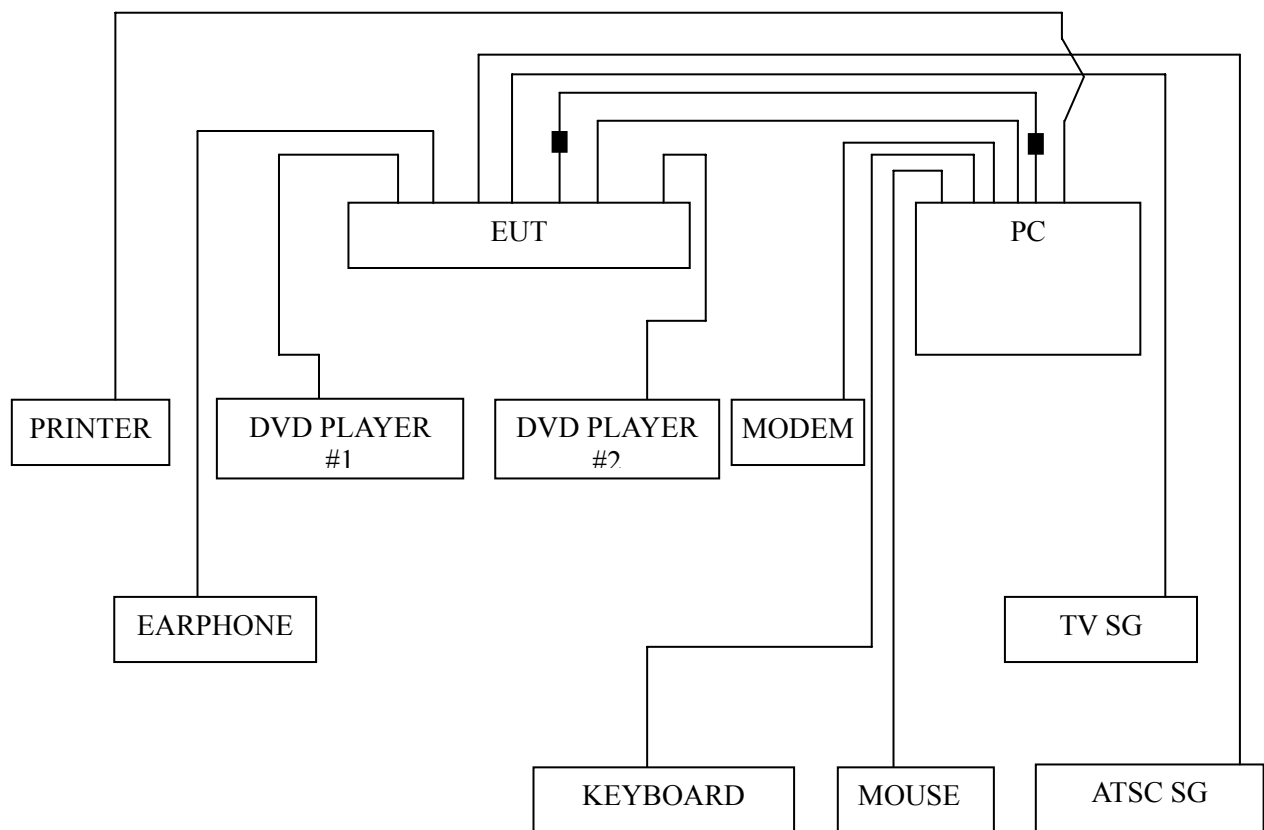 EUT
PC
PRINTER
DVD PLAYER
#1
DVD PLAYER
#2
MODEM
EARPHONE
TV SG
KEYBOARD
MOUSE
ATSC SG